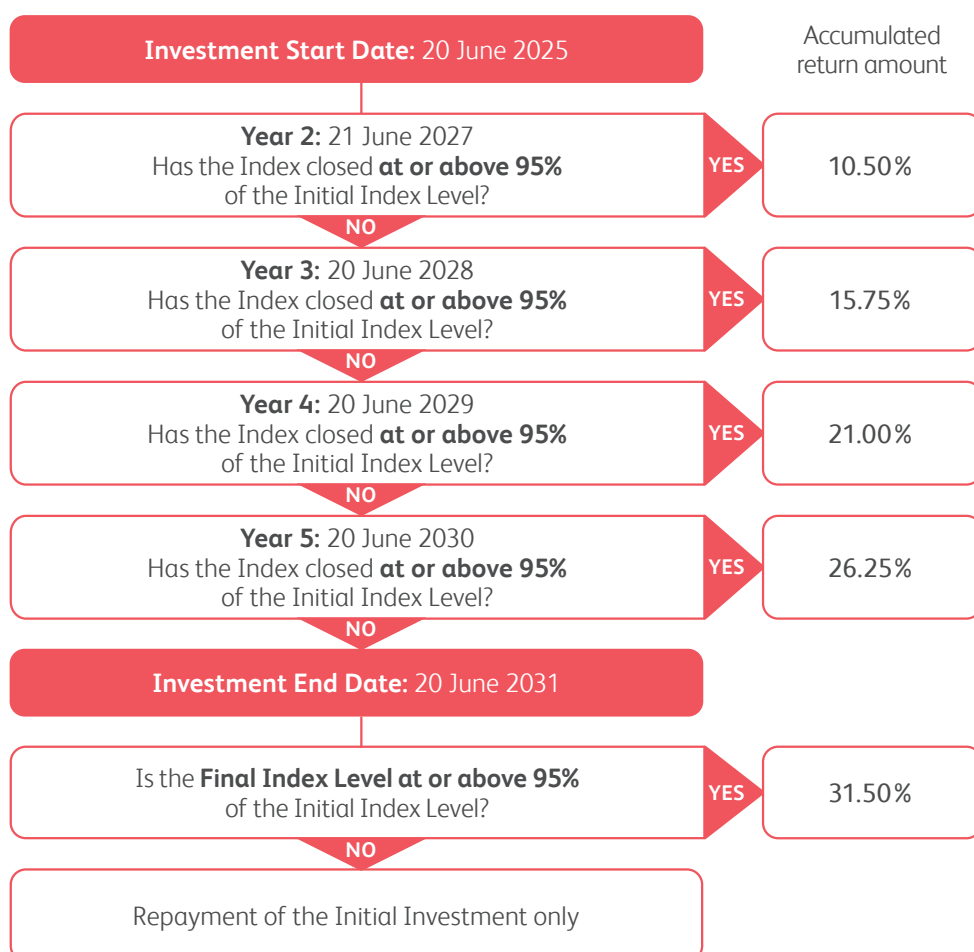 Investment Start Date: 20 June 2025
Accumulated
return amount
Year 2: 21 June 2027
Has the Index closed at or above 95%
of the Initial Index Level?
YES
10.50%
NO
Year 3: 20 June 2028
Has the Index closed at or above 95%
of the Initial Index Level?
YES
15.75%
NO
Year 4: 20 June 2029
Has the Index closed at or above 95%
of the Initial Index Level?
YES
21.00%
NO
Year 5: 20 June 2030
Has the Index closed at or above 95%
of the Initial Index Level?
YES
26.25%
NO
Investment End Date: 20 June 2031
Is the Final Index Level at or above 95%
of the Initial Index Level?
YES
31.50%
NO
Repayment of the Initial Investment only